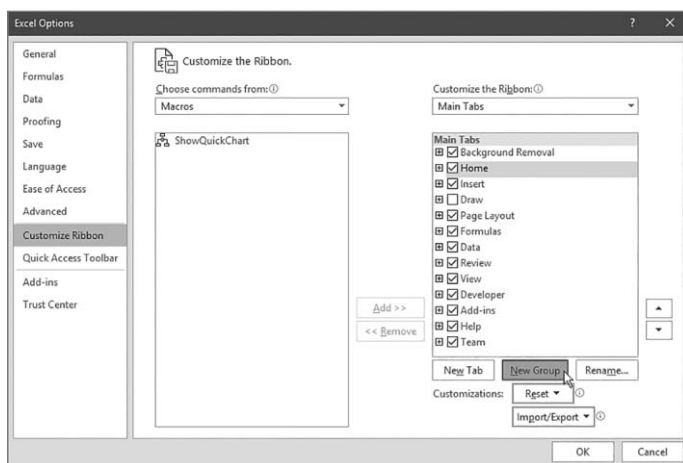 Excel Options
? ×
General
Formulas
Data
Proofing
Save
Language
Ease of Access
Advanced
Customize Ribbon
Quick Access Toolbar
Add-ins
Trust Center
Customize the Ribbon.
Choose commands from:
Macros
ShowQuickChart
Add >>
<< Remove
Customize the Ribbon:
Main Tabs
Main Tabs
Background Removal
Home
Insert
Draw
Page Layout
Formulas
Data
Review
View
Developer
Add-ins
Help
Team
New Tab New Group Rename...
Customizations: Reset
Import/Export
OK Cancel